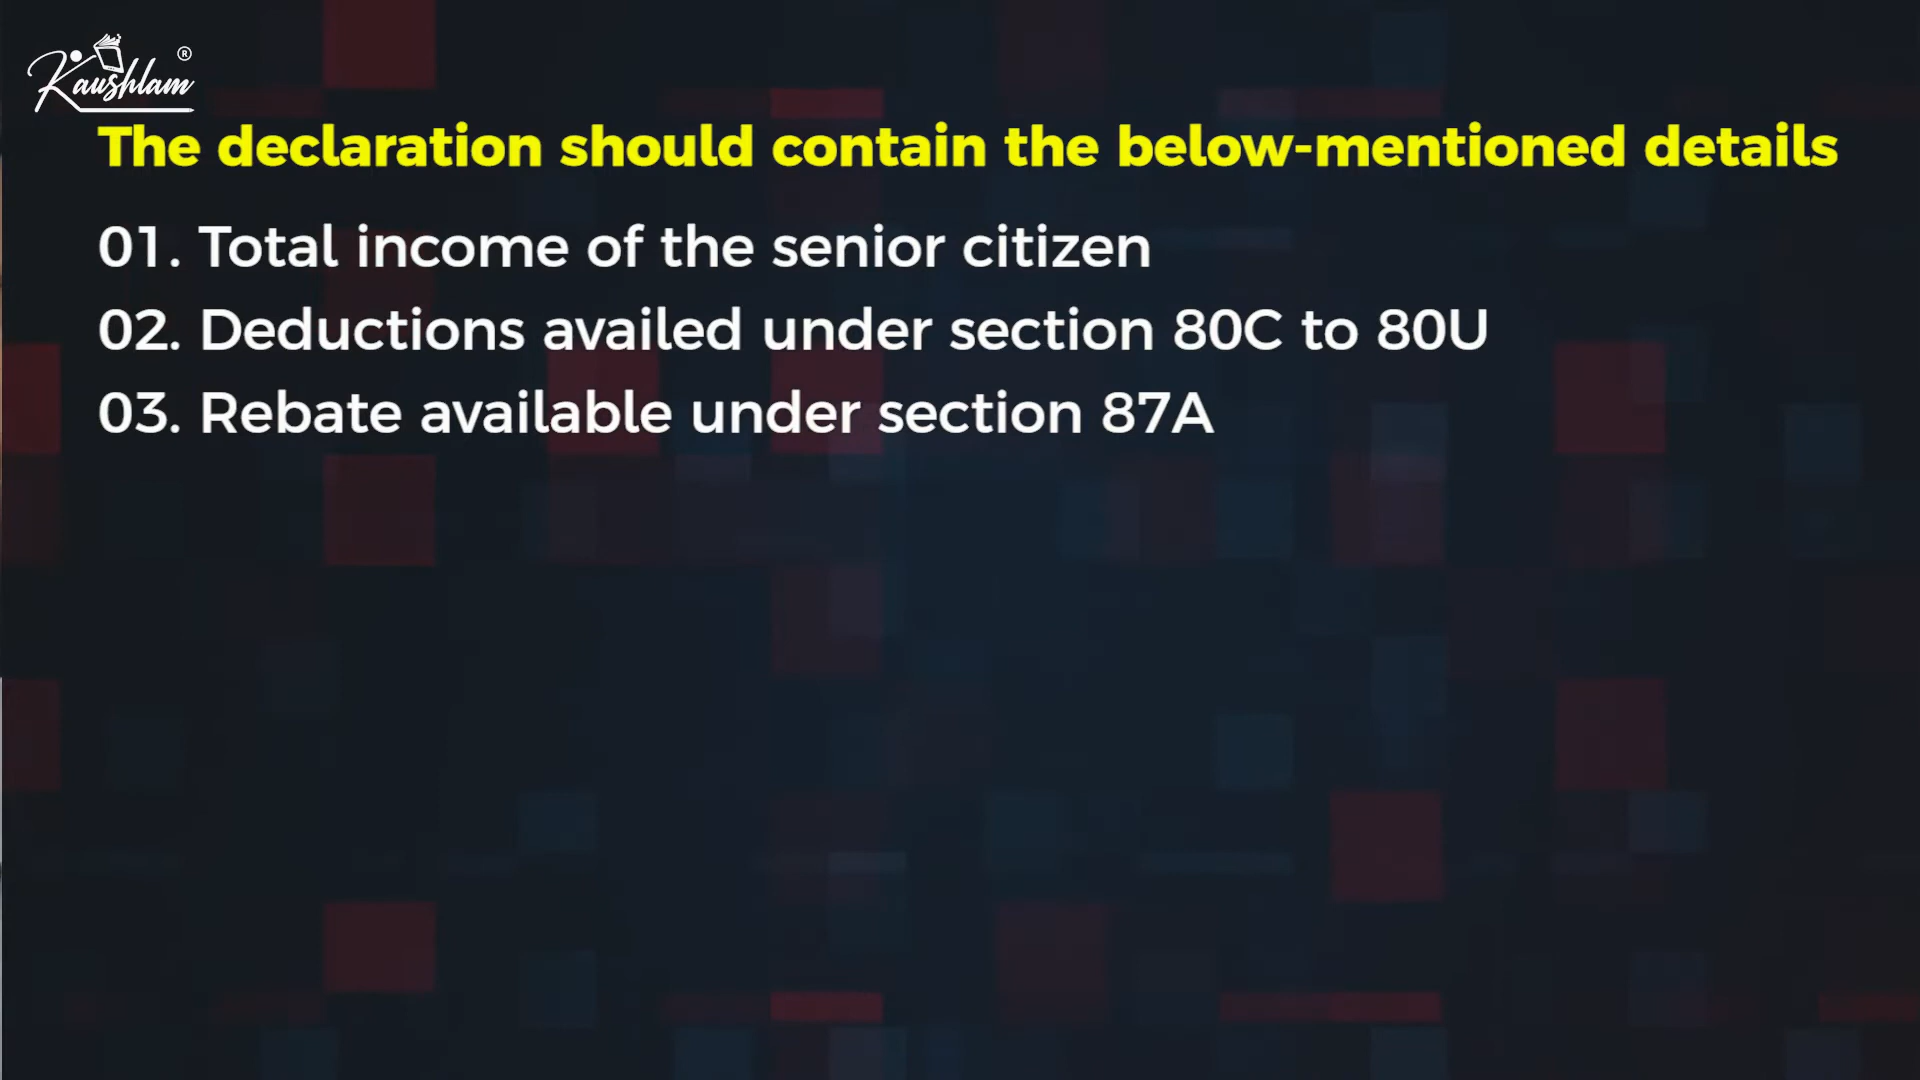 Kaushlam®
The declaration should contain the below-mentioned details
01. Total income of the senior citizen
02. Deductions availed under section 80C to 80U
03. Rebate available under section 87A